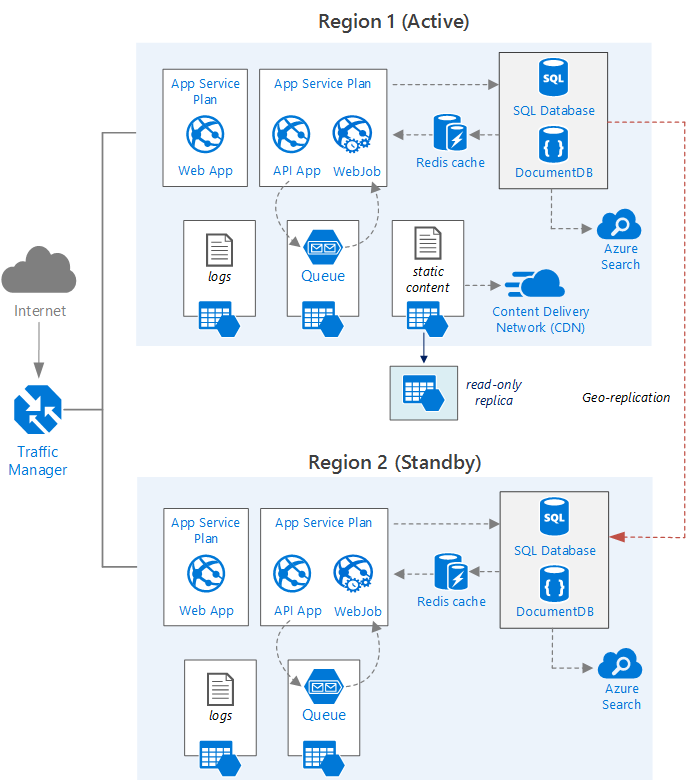 Region 1 (Active)
App Service
Plan
Web App
App Service Plan
API App
WebJob
Redis cache
SQL
SQL Database
{ }
DocumentDB
Azure
Search
logs
Queue
static
content
Content Delivery
Network (CDN)
Internet
Traffic
Manager
read-only
replica
Geo-replication
Region 2 (Standby)
App Service
Plan
Web App
App Service Plan
API App
WebJob
Redis cache
SQL
SQL Database
{ }
DocumentDB
Azure
Search
logs
Queue